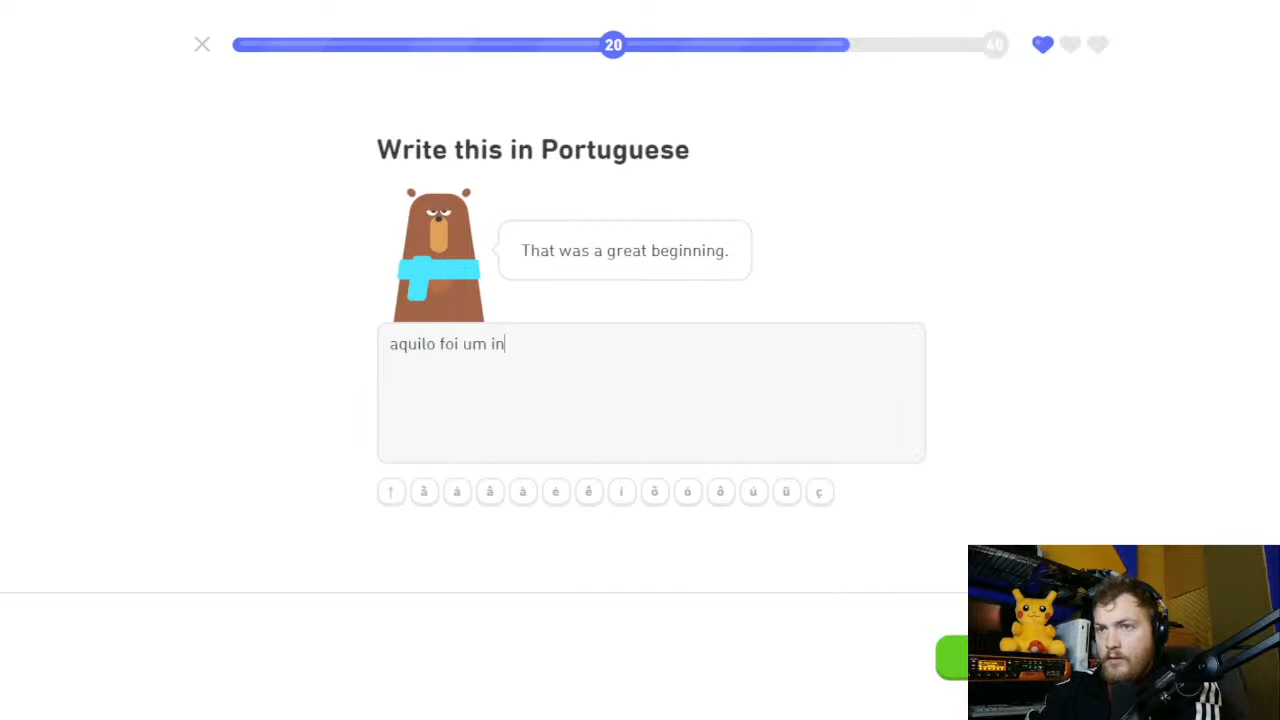 20
40
Write this in Portuguese
That was a great beginning.
aquilo foi um in
↑ ã á â à é ê í õ ó ô ú ü ç